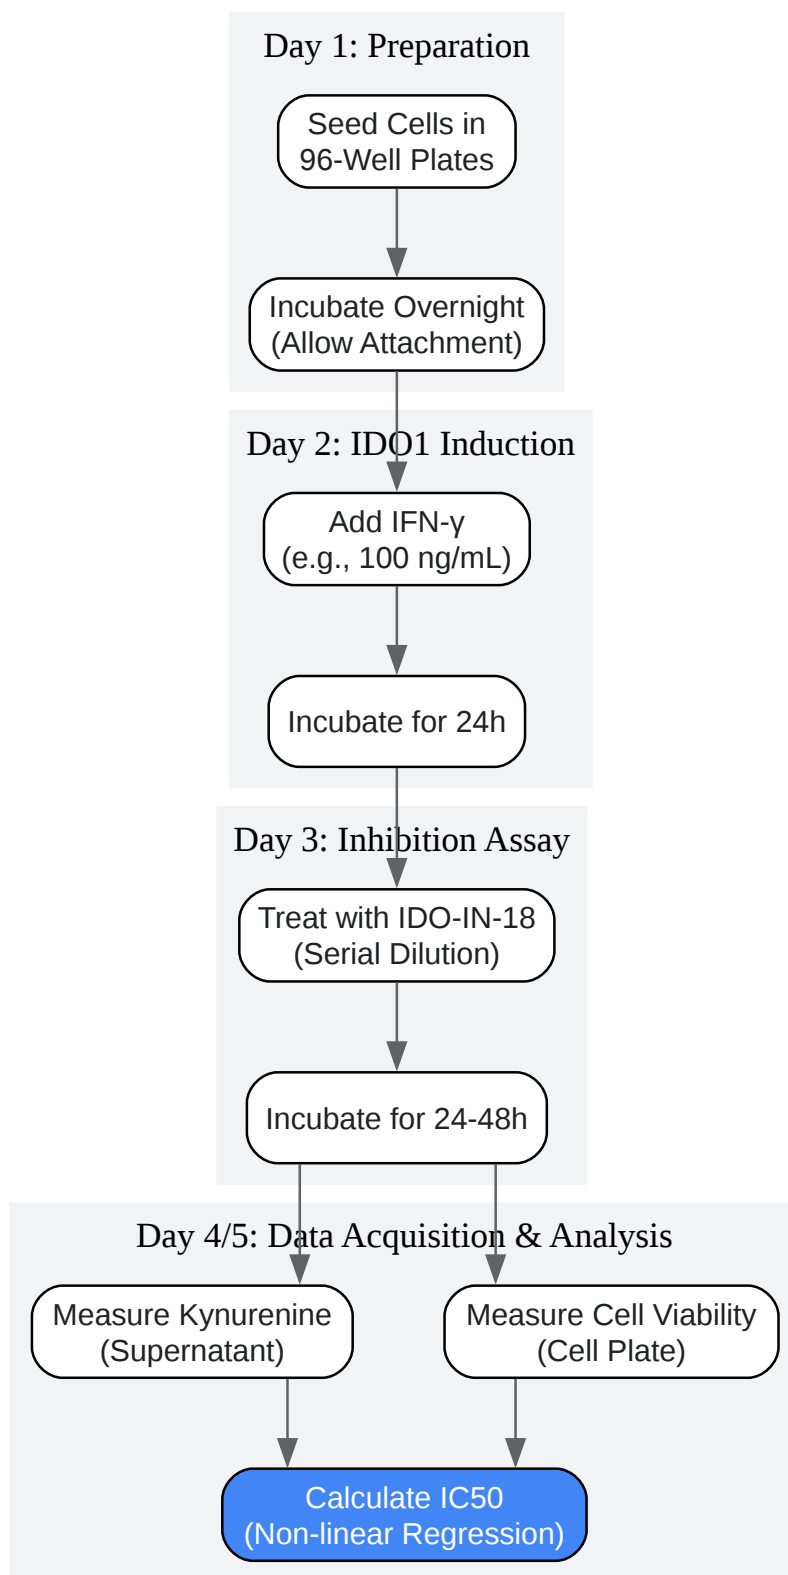 Day 1: Preparation
Seed Cells in
96-Well Plates
Incubate Overnight
(Allow Attachment)
Day 2: IDO1 Induction
Add IFN-γ
(e.g., 100 ng/mL)
Incubate for 24h
Day 3: Inhibition Assay
Treat with IDO-IN-18
(Serial Dilution)
Incubate for 24-48h
Day 4/5: Data Acquisition & Analysis
Measure Kynurenine
(Supernatant)
Measure Cell Viability
(Cell Plate)
Calculate IC50
(Non-linear Regression)